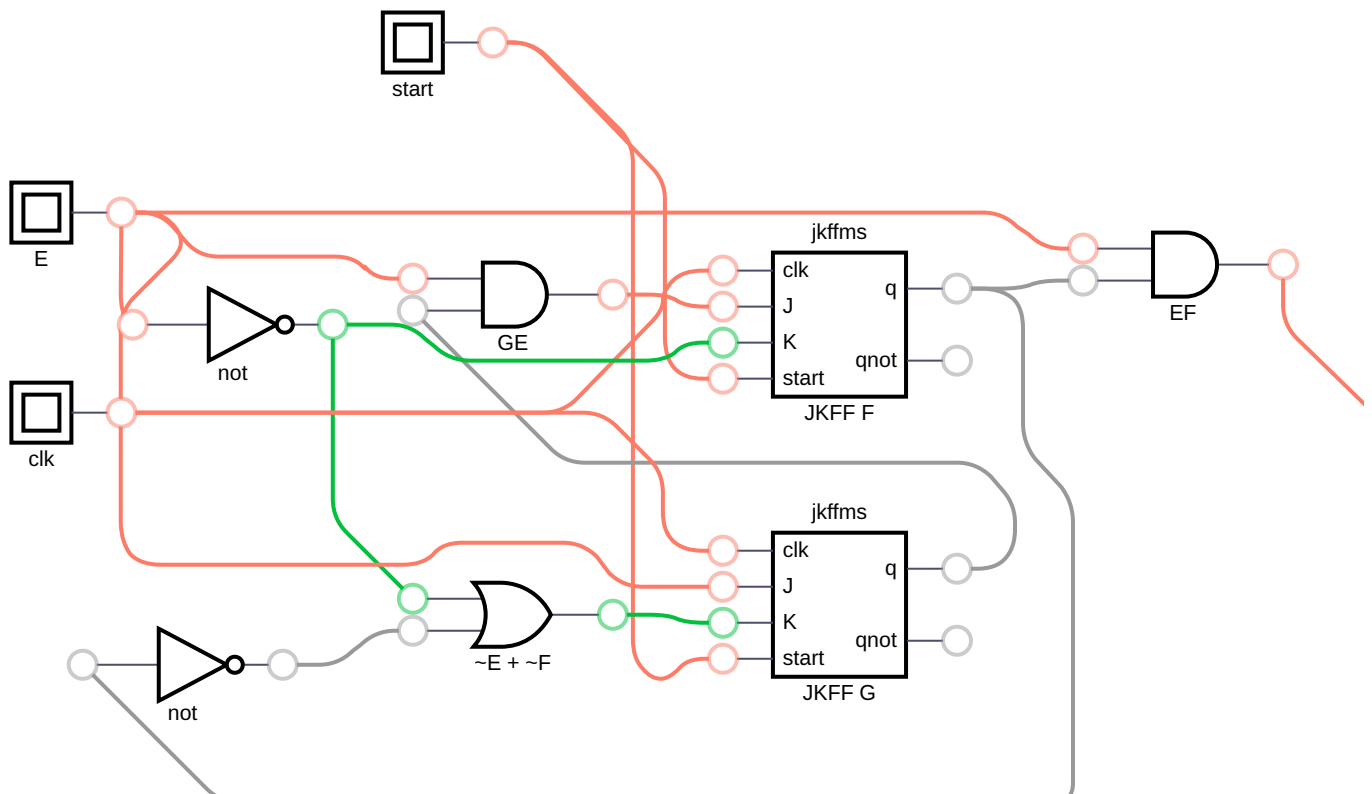 start
E
not
clk
GE
jkffms
clk
J
K
start
q
qnot
JKFF F
EF
jkffms
clk
J
K
start
q
qnot
JKFF G
~E + ~F
not